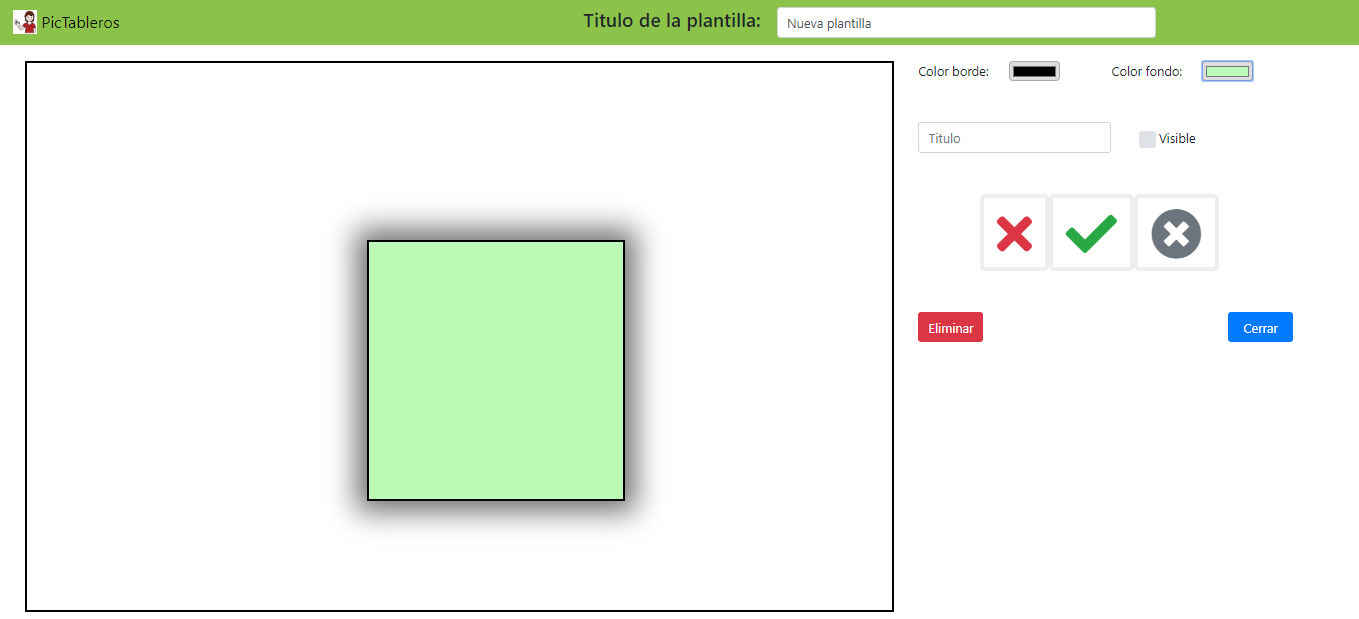 PicTableros
Titulo de la plantilla:
Nueva plantilla
Color borde:
Color fondo:
Titulo
Visible
Eliminar
Cerrar